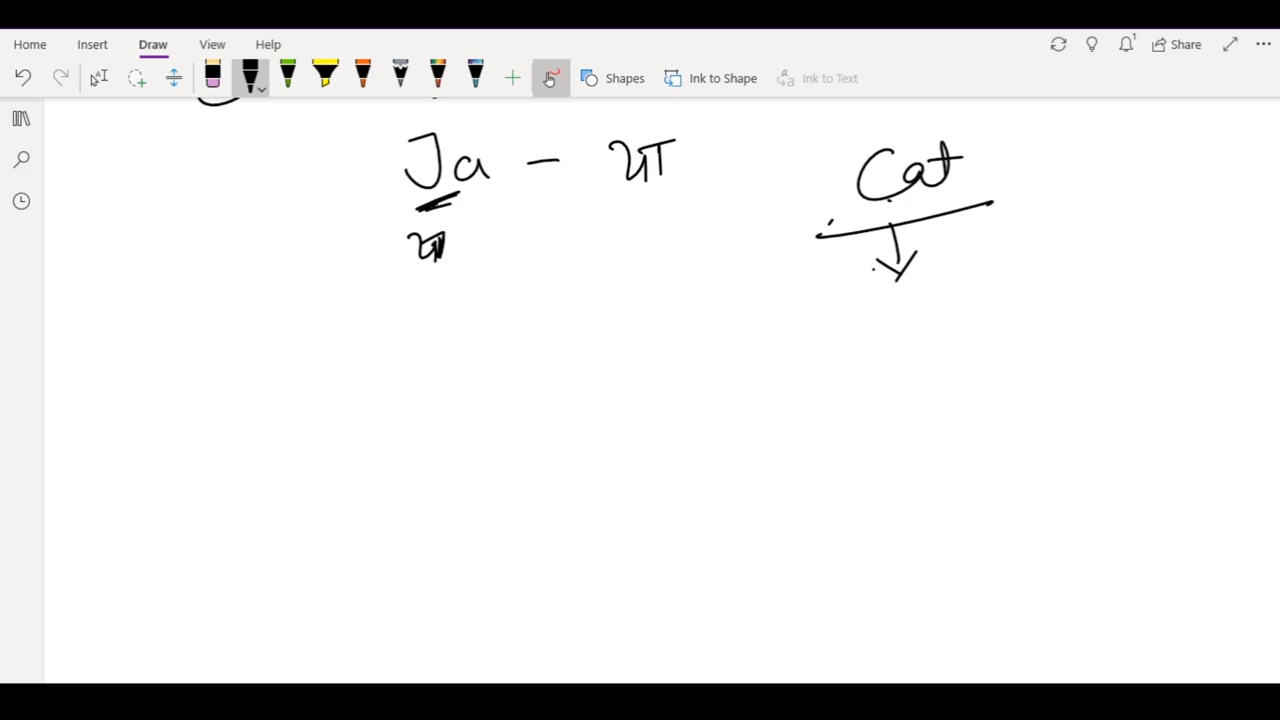 Home Insert Draw View Help Share
Shapes Ink to Shape Ink to Text
Ja - या Cat
य